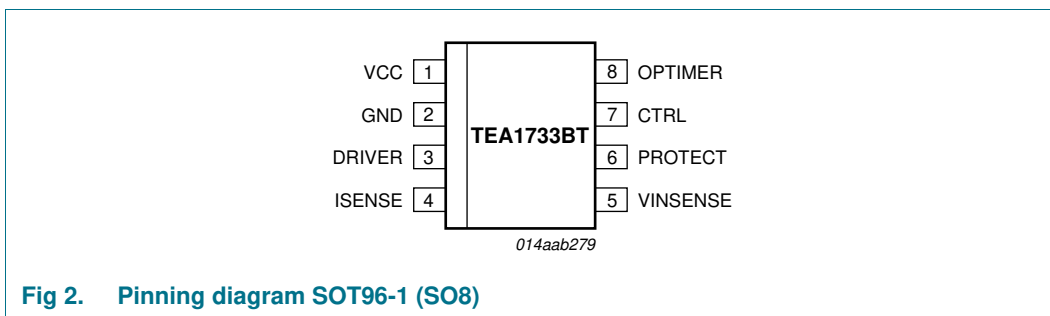 VCC 1 8 OPTIMER
GND 2 7 CTRL
TEA1733BT
DRIVER 3 6 PROTECT
ISENSE 4 5 VINSENSE
014aab279
Fig 2. Pinning diagram SOT96-1 (SO8)